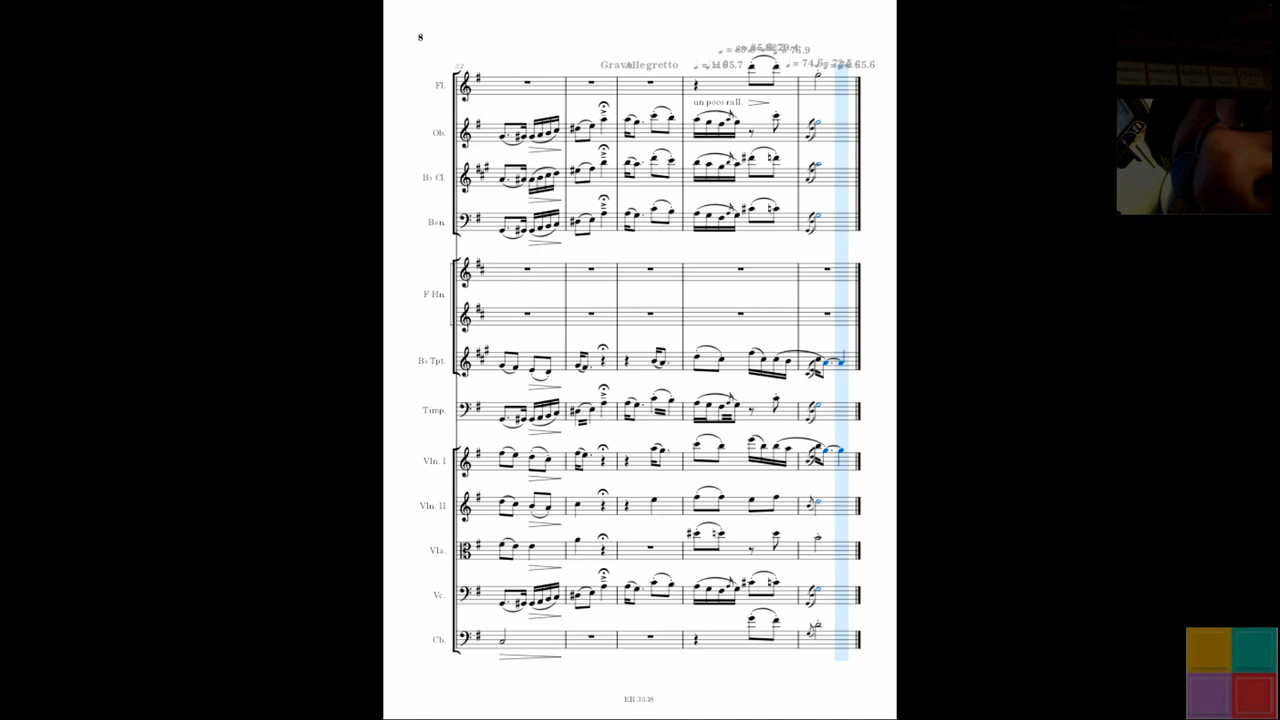 8
32
Allegretto
un poco rall.
Fl.
Ob.
B♭ Cl.
Bsn.
F Hn.
B♭ Tpt.
Timp.
Vln. I
Vln. II
Vla.
Vc.
Cb.
ER 3038